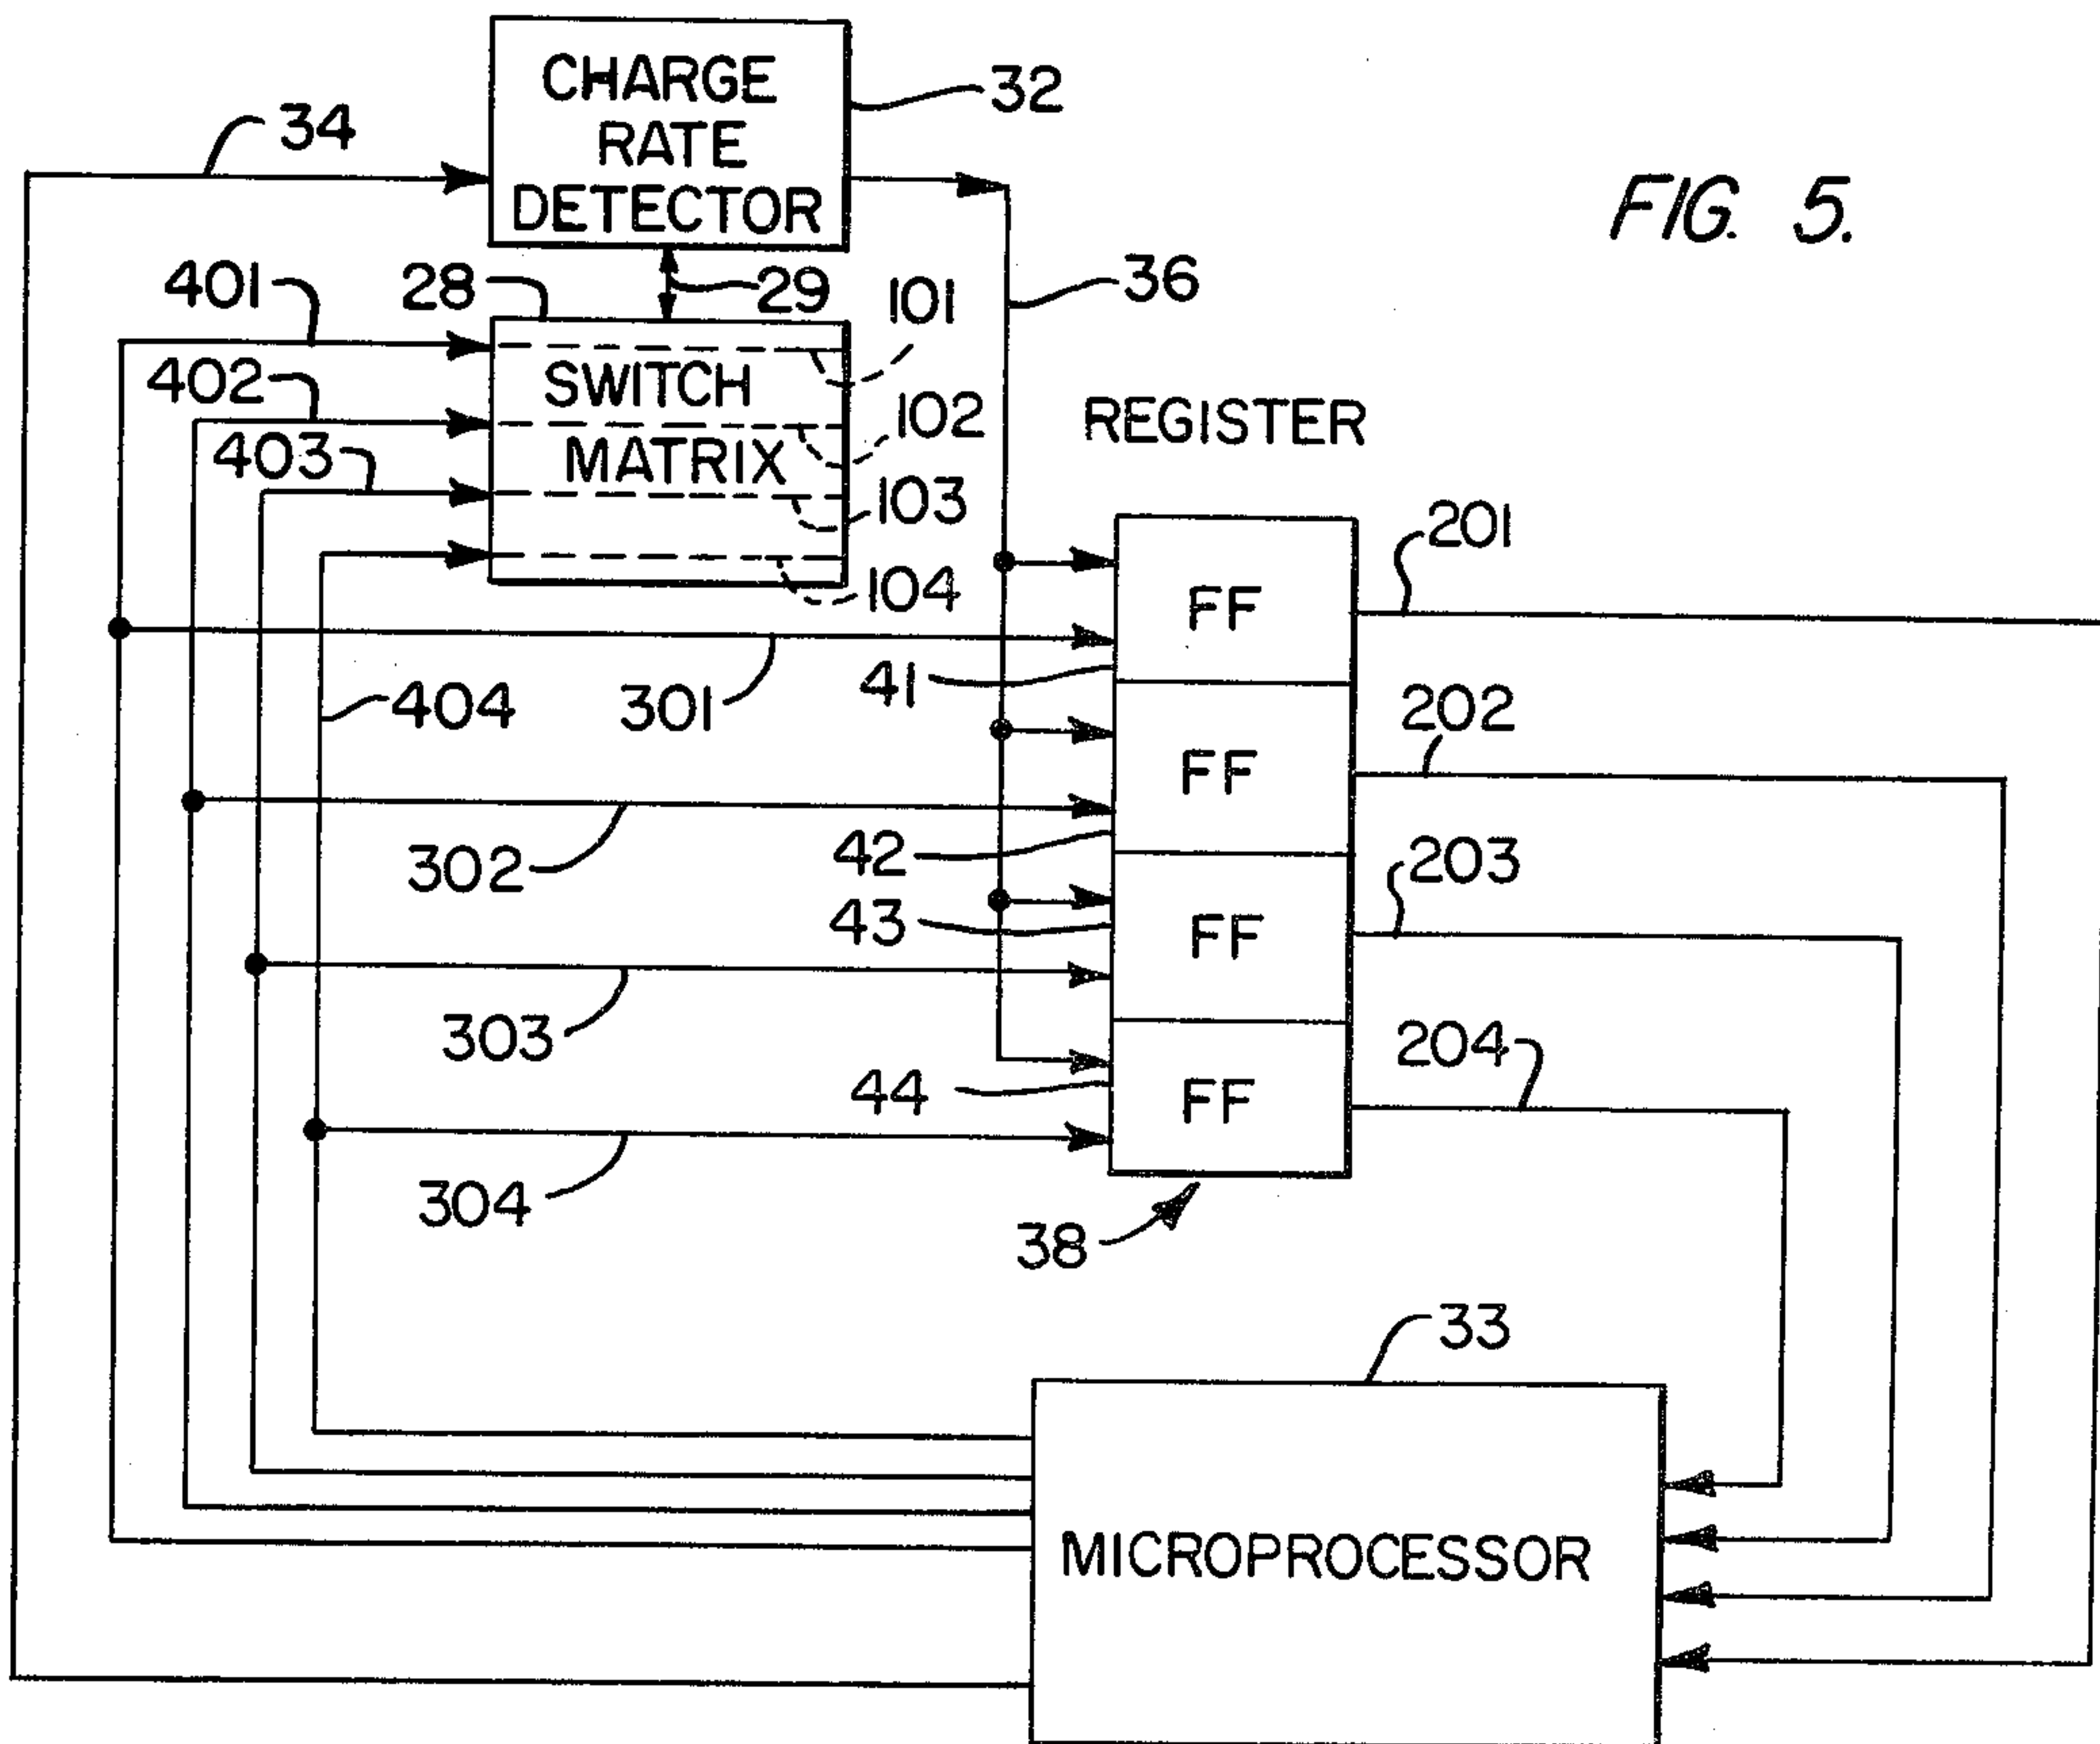 CHARGE
RATE
DETECTOR
32
34
FIG. 5.
401
28
29
101
36
402
SWITCH
102
REGISTER
403
MATRIX
103
201
104
FF
404
301
41
202
FF
302
42
203
43
FF
303
204
44
FF
304
38
33
MICROPROCESSOR